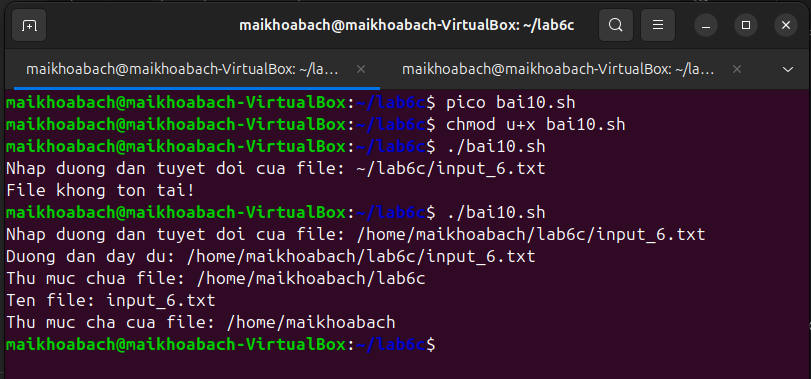 maikhoabach@maikhoabach-VirtualBox: ~/lab6c
maikhoabach@maikhoabach-VirtualBox: ~/la... maikhoabach@maikhoabach-VirtualBox: ~/la...
maikhoabach@maikhoabach-VirtualBox:~/lab6c$ pico bai10.sh
maikhoabach@maikhoabach-VirtualBox:~/lab6c$ chmod u+x bai10.sh
maikhoabach@maikhoabach-VirtualBox:~/lab6c$ ./bai10.sh
Nhap duong dan tuyet doi cua file: ~/lab6c/input_6.txt
File khong ton tai!
maikhoabach@maikhoabach-VirtualBox:~/lab6c$ ./bai10.sh
Nhap duong dan tuyet doi cua file: /home/maikhoabach/lab6c/input_6.txt
Duong dan day du: /home/maikhoabach/lab6c/input_6.txt
Thu muc chua file: /home/maikhoabach/lab6c
Ten file: input_6.txt
Thu muc cha cua file: /home/maikhoabach
maikhoabach@maikhoabach-VirtualBox:~/lab6c$